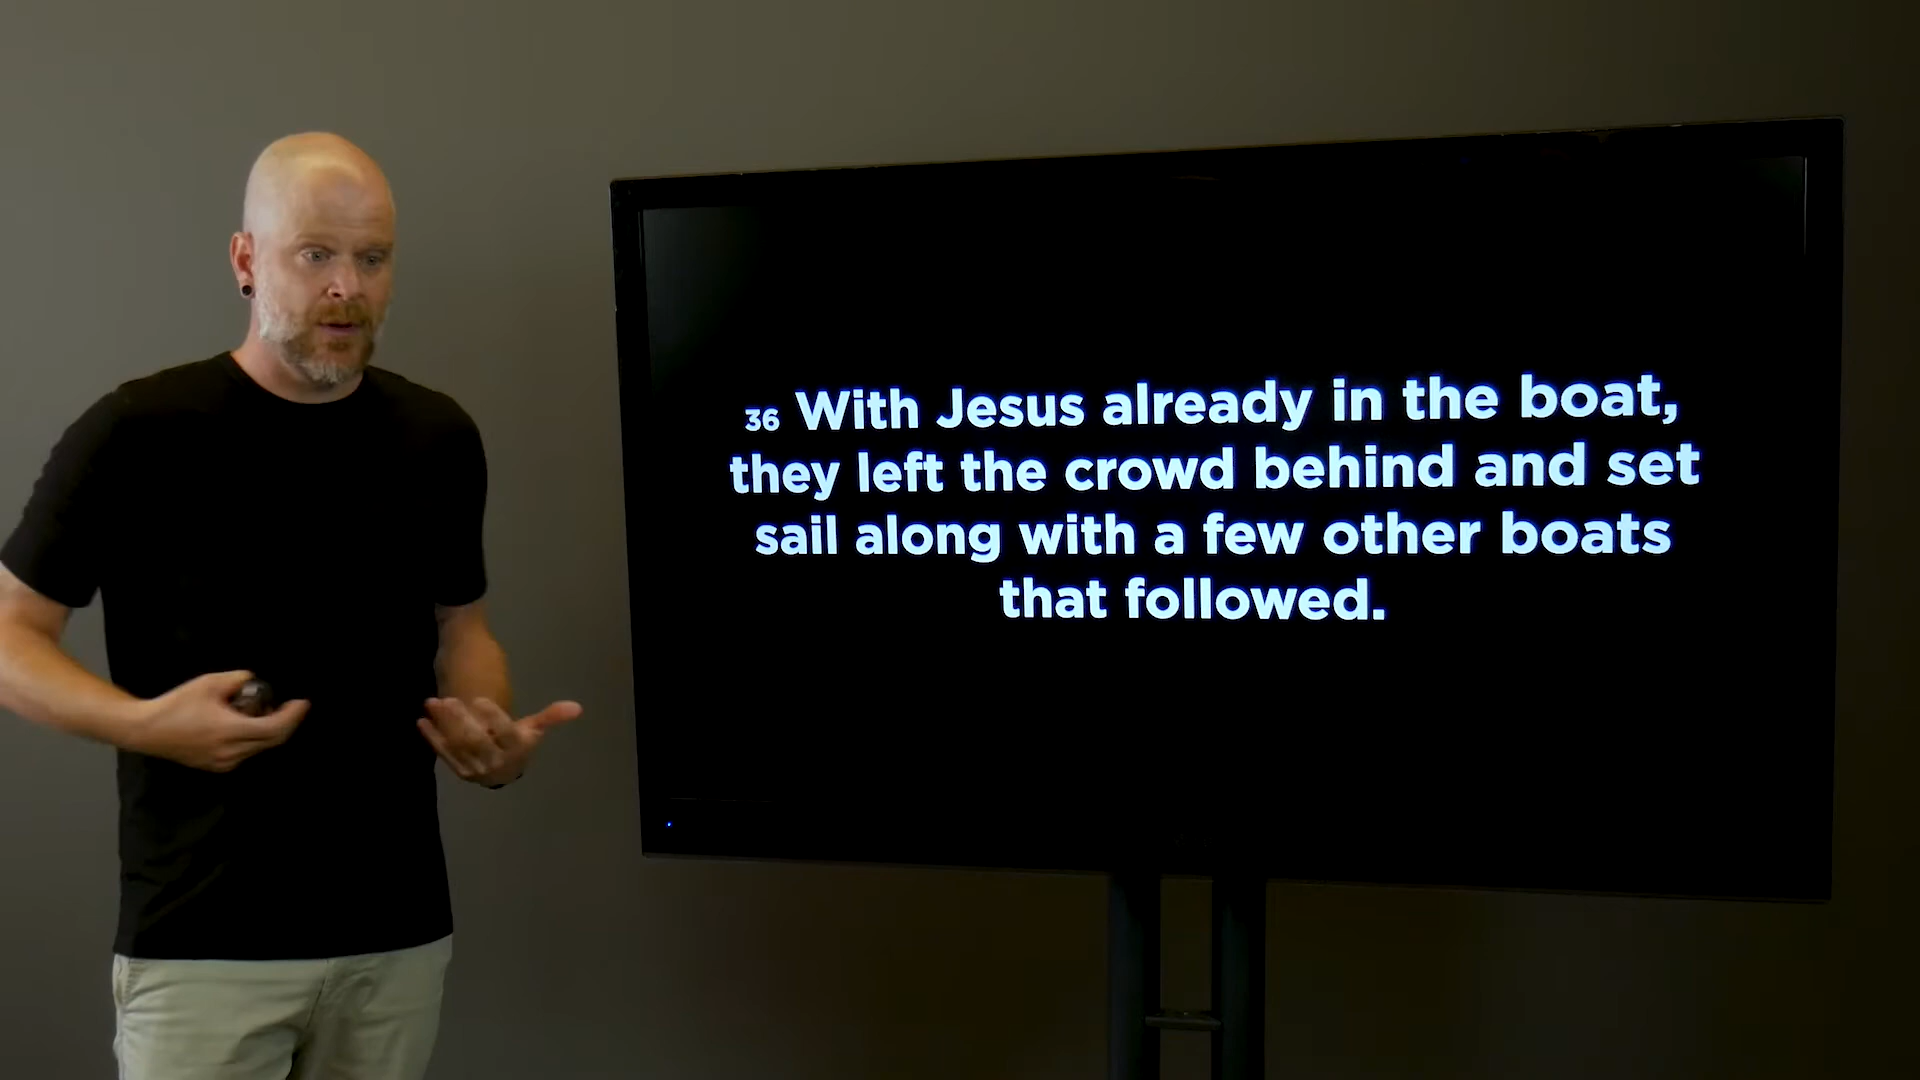 36 With Jesus already in the boat,
they left the crowd behind and set
sail along with a few other boats
that followed.